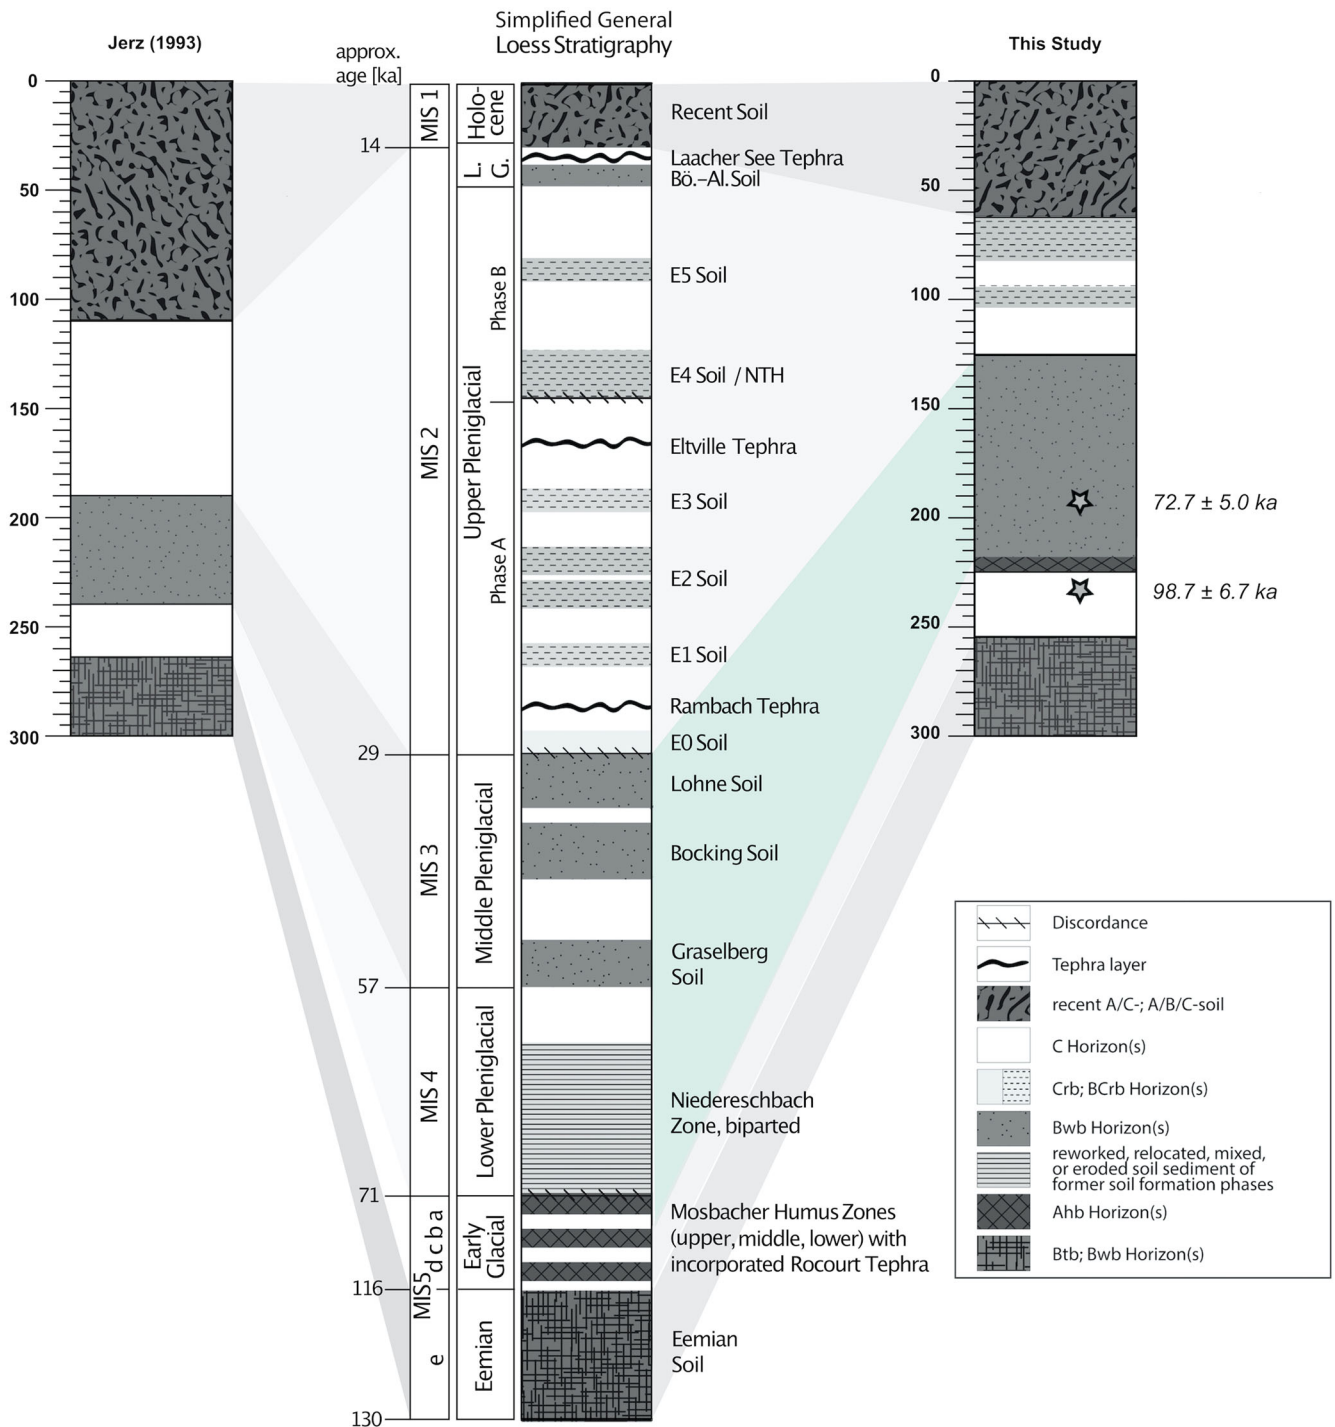 Simplified General
Loess Stratigraphy
Jerz (1993)
approx.
age [ka]
This Study
0
50
100
150
200
250
300
14
29
57
71
116
130
MIS 1
MIS 2
MIS 3
MIS 4
MIS5
d c b a
e
Holo-
cene
L.
G.
Upper Pleniglacial
Phase B
Phase A
Middle Pleniglacial
Lower Pleniglacial
Early
Glacial
Eemian
Recent Soil
Laacher See Tephra
Bö.–Al.Soil
E5 Soil
E4 Soil / NTH
Eltville Tephra
E3 Soil
E2 Soil
E1 Soil
Rambach Tephra
E0 Soil
Lohne Soil
Bocking Soil
Graselberg
Soil
Niedereschbach
Zone, biparted
Mosbacher Humus Zones
(upper, middle, lower) with
incorporated Rocourt Tephra
Eemian
Soil
0
50
100
150
200
250
300
72.7 ± 5.0 ka
98.7 ± 6.7 ka
Discordance
Tephra layer
recent A/C-; A/B/C-soil
C Horizon(s)
Crb; BCrb Horizon(s)
Bwb Horizon(s)
reworked, relocated, mixed,
or eroded soil sediment of
former soil formation phases
Ahb Horizon(s)
Btb; Bwb Horizon(s)